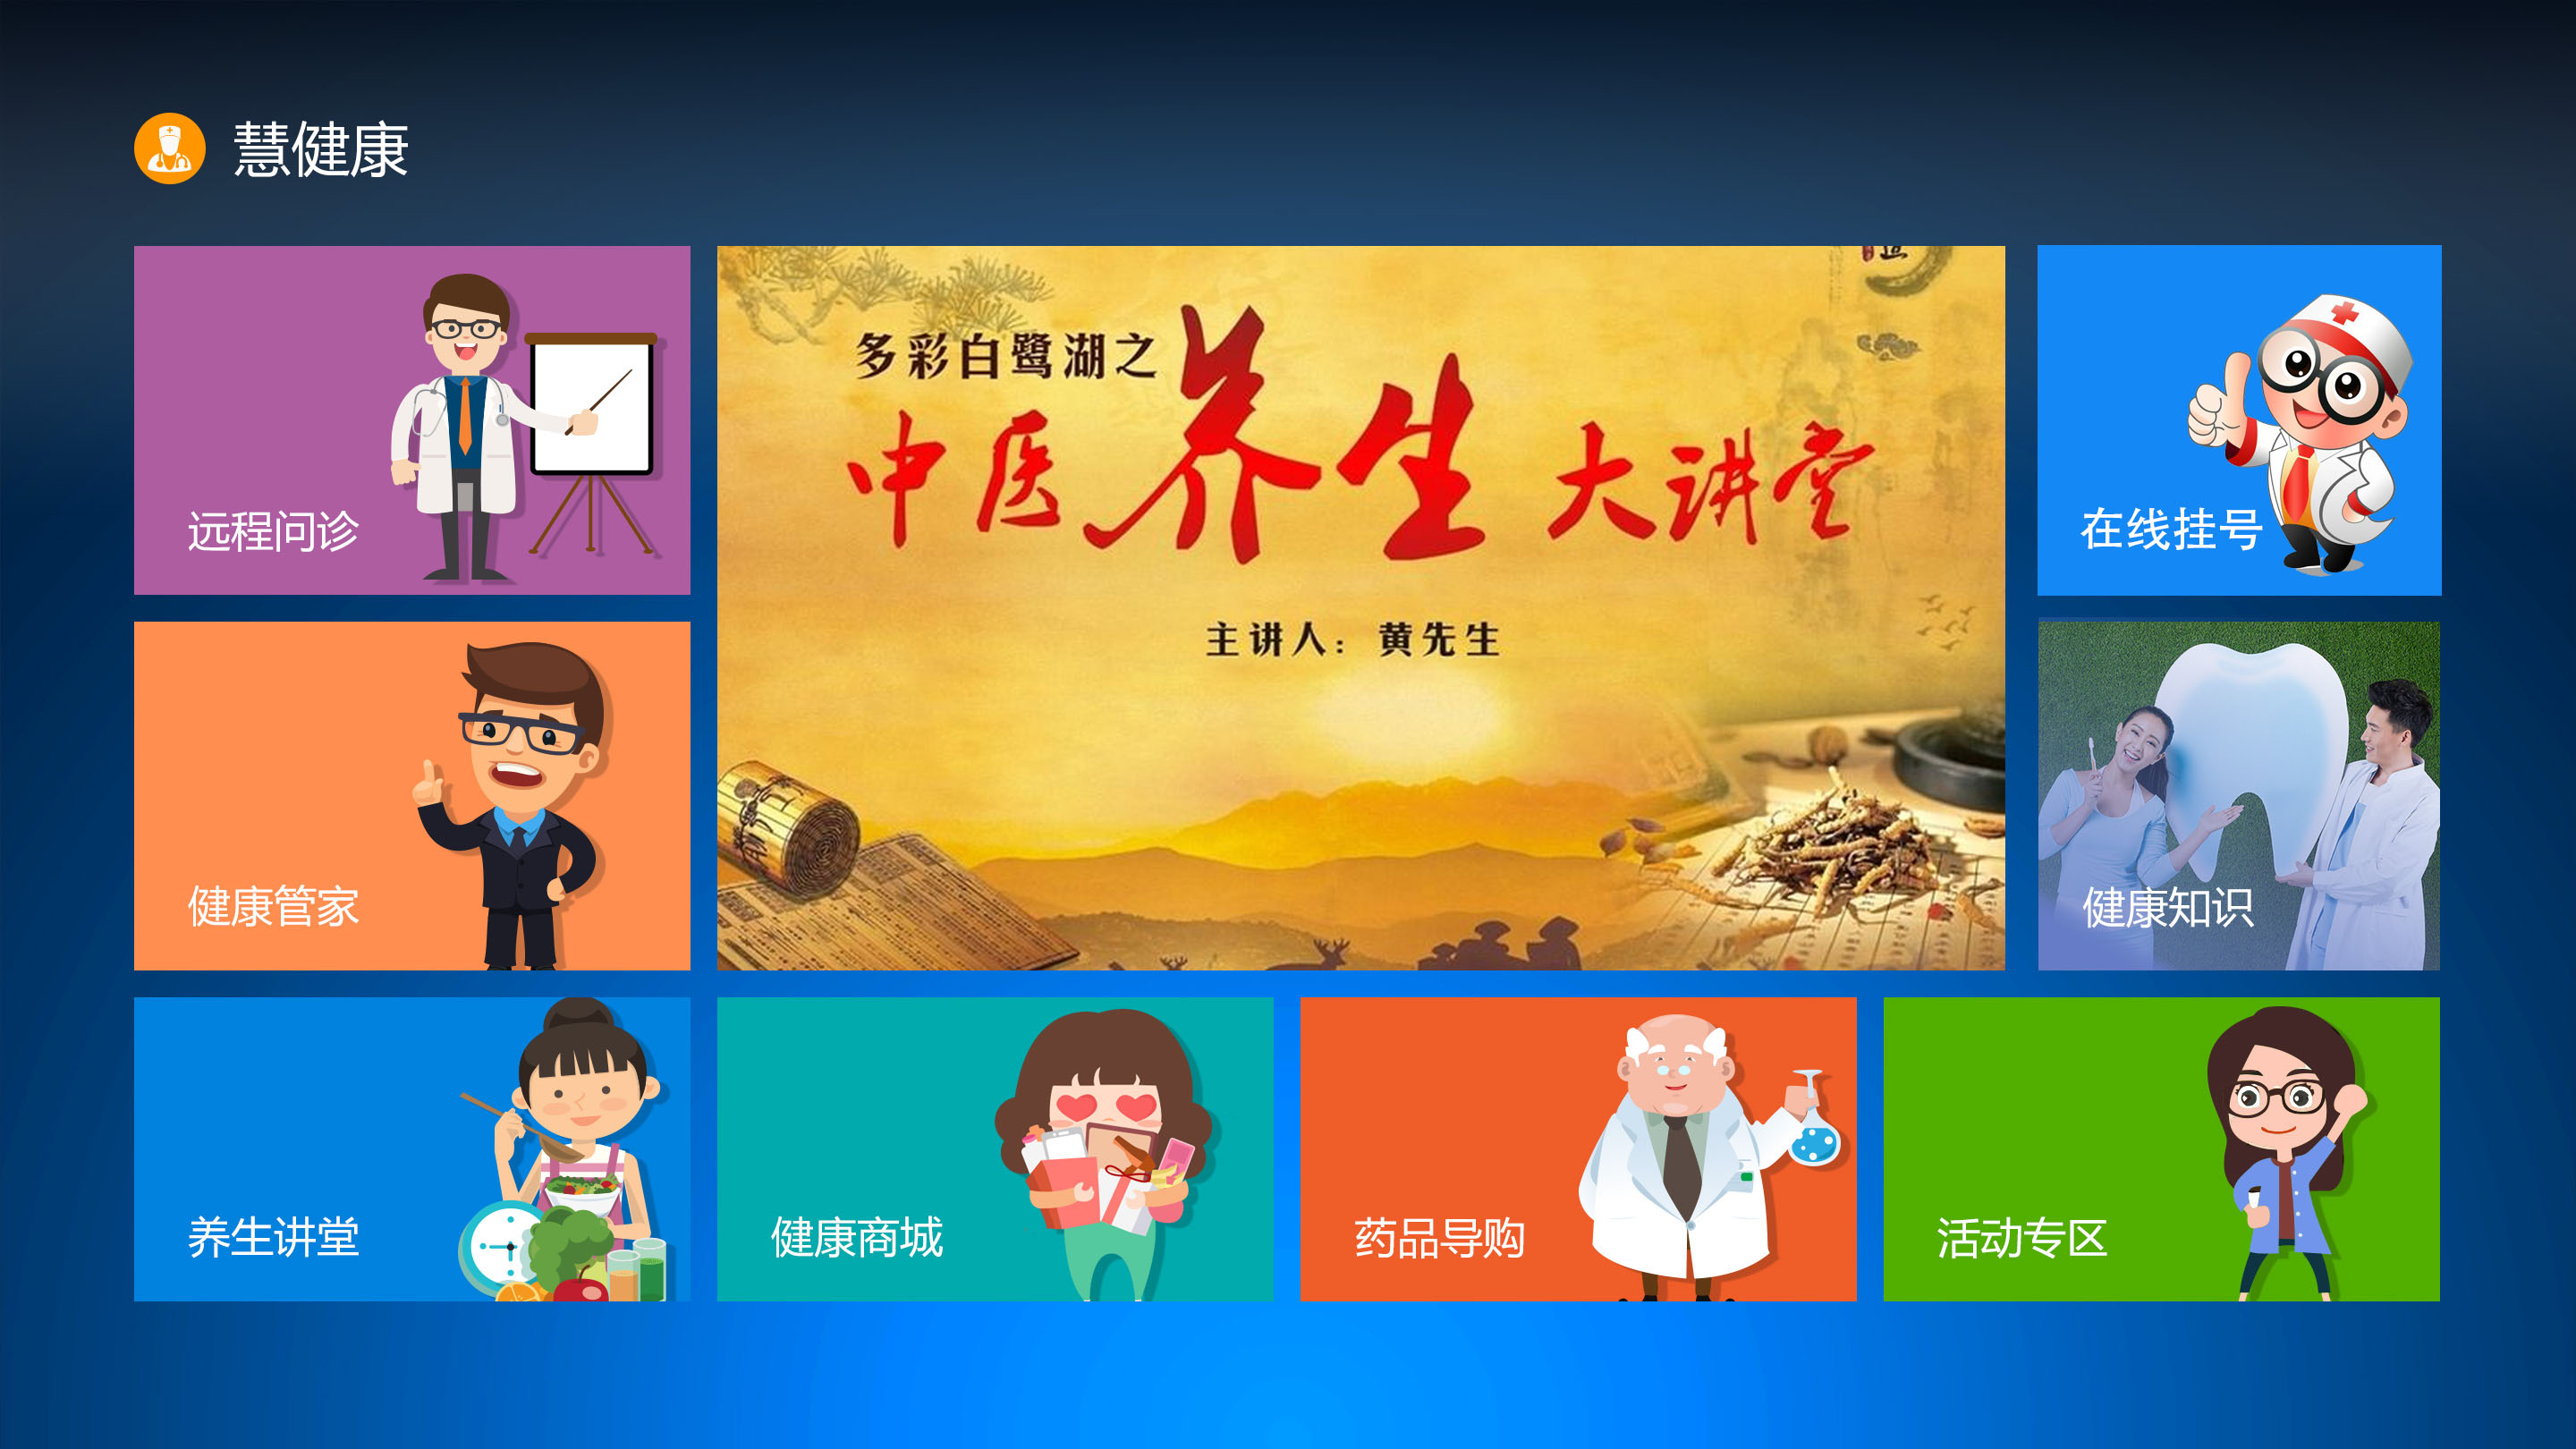 慧健康
远程问诊
多彩白鹭湖之
中医养生大讲堂
主讲人：黄先生
在线挂号
健康管家
健康知识
养生讲堂
健康商城
药品导购
活动专区